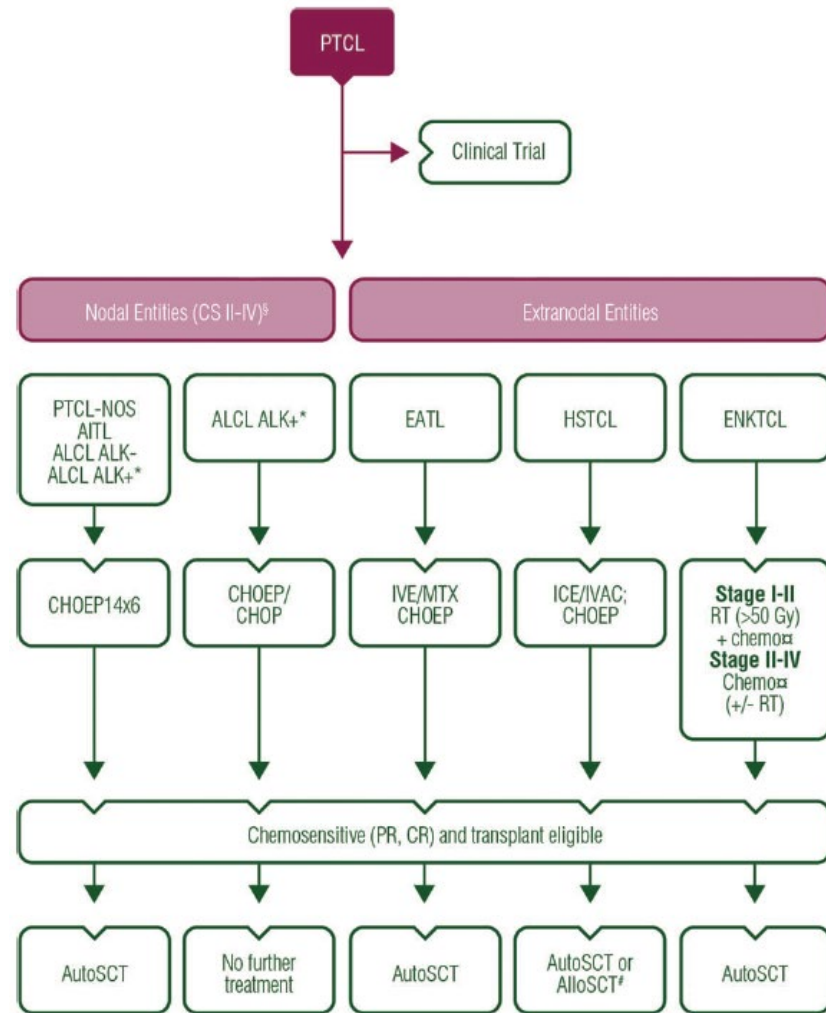 PTCL
Clinical Trial
Nodal Entities (CS II-IV)§
Extranodal Entities
PTCL-NOS
AITL
ALCL ALK-
ALCL ALK+*
ALCL ALK+*
EATL
HSTCL
ENKTCL
CHOEP14x6
CHOEP/
CHOP
IVE/MTX
CHOEP
ICE/IVAC;
CHOEP
Stage I-II
RT (>50 Gy)
+ chemo¤
Stage II-IV
Chemo¤
(+/- RT)
Chemosensitive (PR, CR) and transplant eligible
AutoSCT
No further
treatment
AutoSCT
AutoSCT or
AlloSCT#
AutoSCT